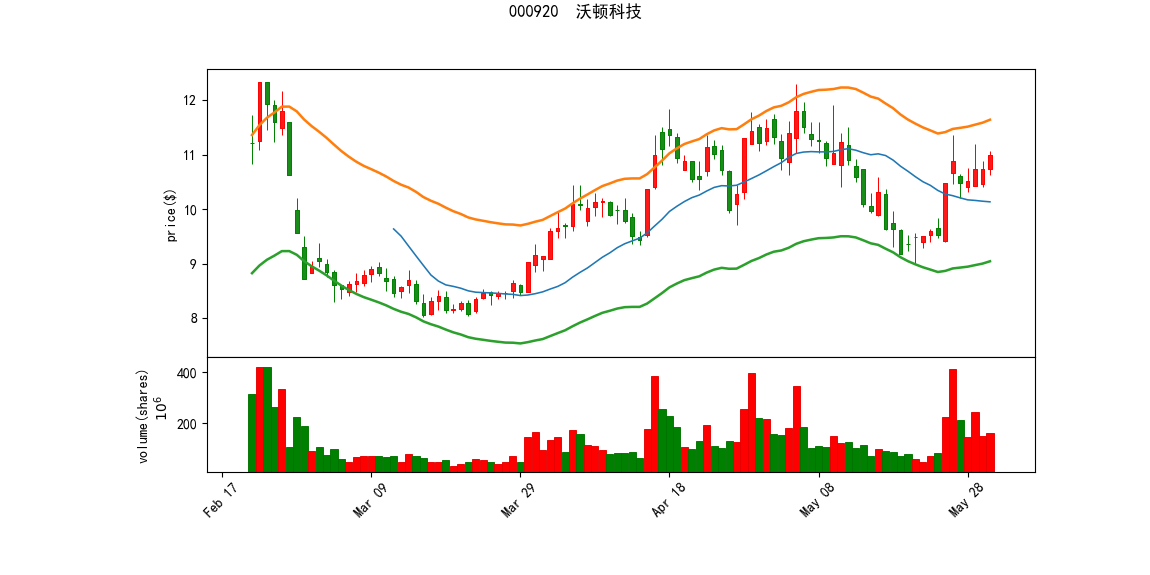 000920  沃顿科技
price($)
12
11
10
9
8
volume(shares)
10^6
400
200
Feb 17
Mar 09
Mar 29
Apr 18
May 08
May 28